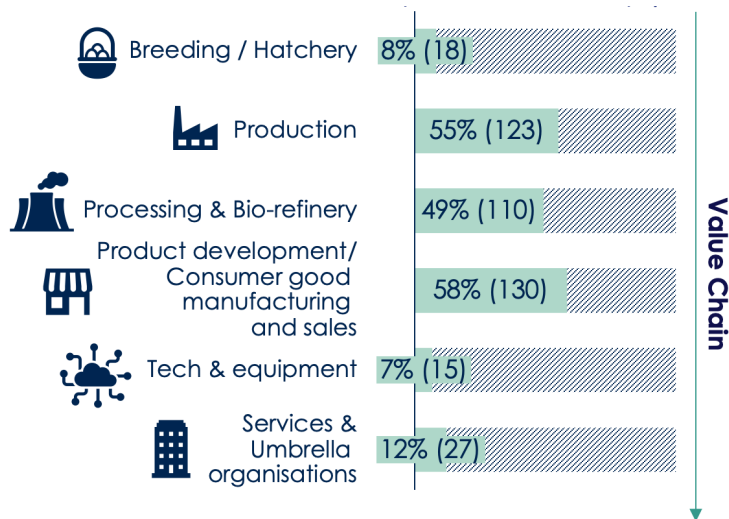 Breeding / Hatchery 8% (18)
Production 55% (123)
Processing & Bio-refinery 49% (110)
Product development/
Consumer good
manufacturing
and sales
58% (130)
Tech & equipment 7% (15)
Services &
Umbrella
organisations
12% (27)
Value Chain